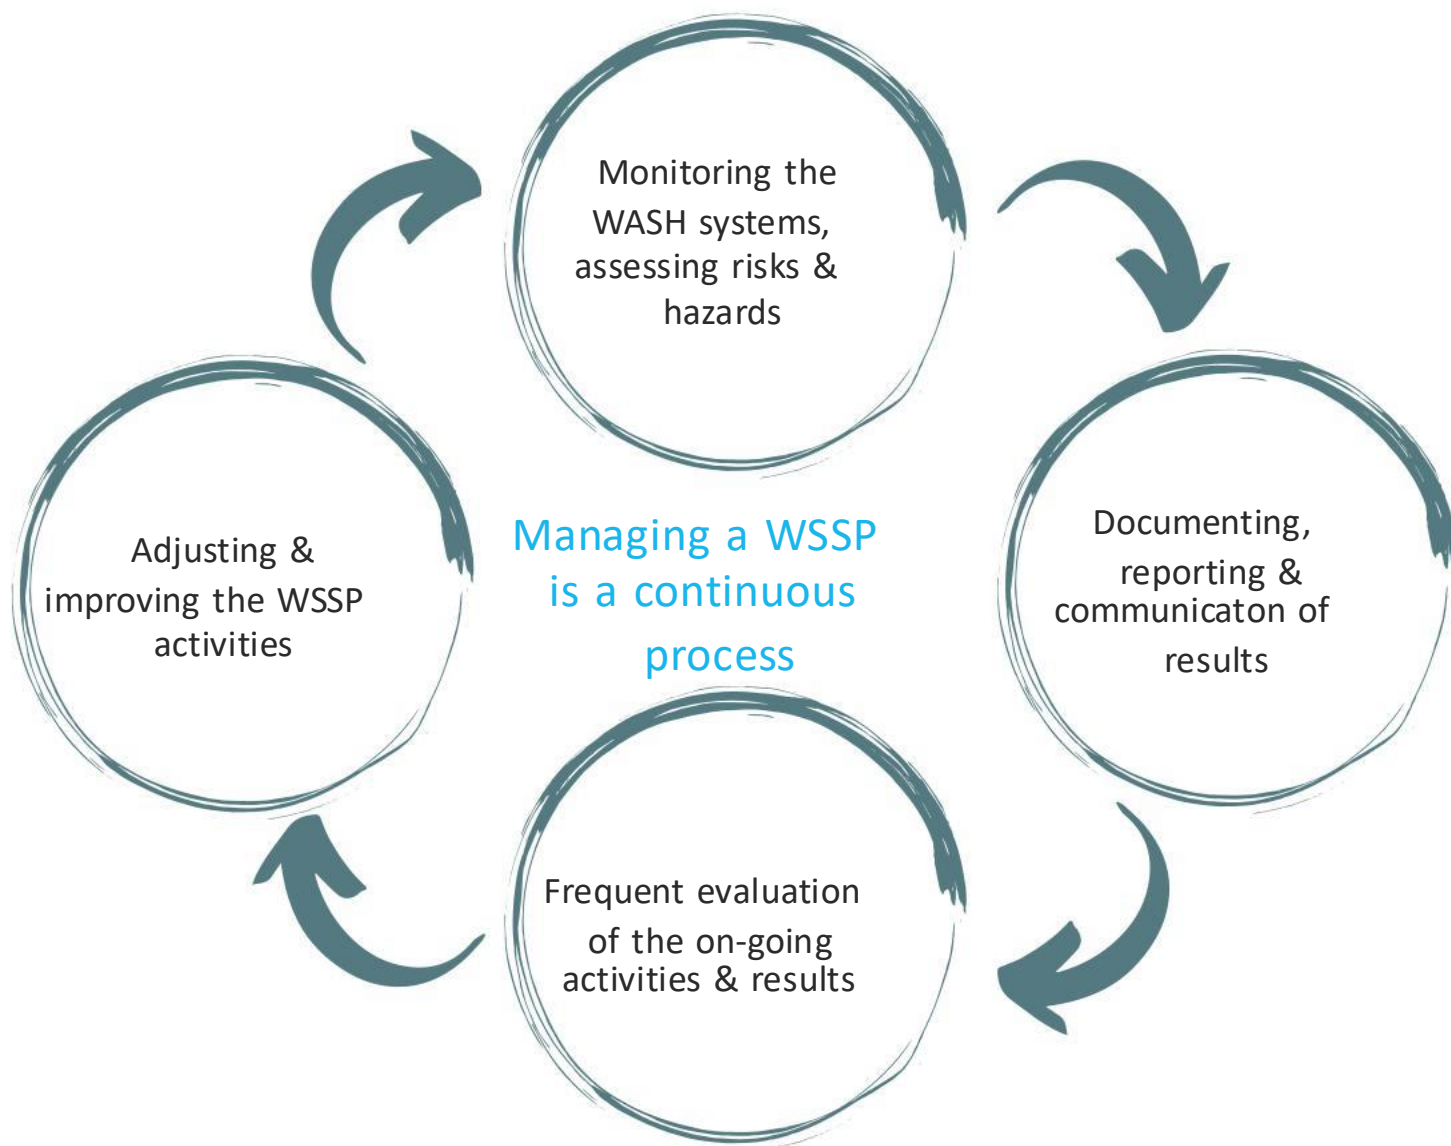 Monitoring the
WASH systems,
assessing risks &
hazards
Documenting,
reporting &
communicaton of
results
Managing a WSSP
is a continuous
process
Adjusting &
improving the WSSP
activities
Frequent evaluation
of the on-going
activities & results